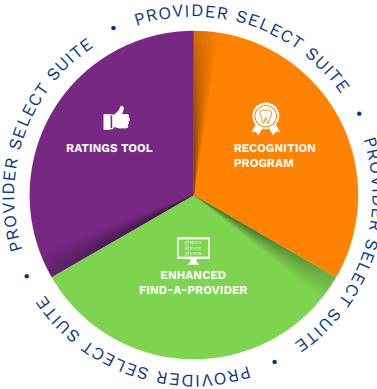 PROVIDER SELECT SUITE
•
PROVIDER SELECT SUITE
•
PROVIDER SELECT SUITE
•
PROVIDER SELECT SUITE
•
RATINGS TOOL
RECOGNITION
PROGRAM
ENHANCED
FIND-A-PROVIDER